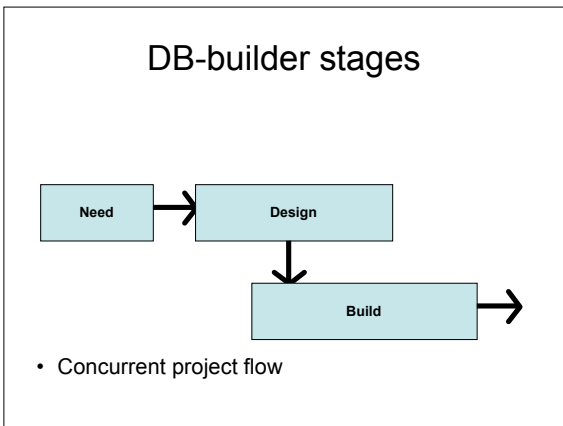 DB-builder stages
Need
Design
Build
• Concurrent project flow